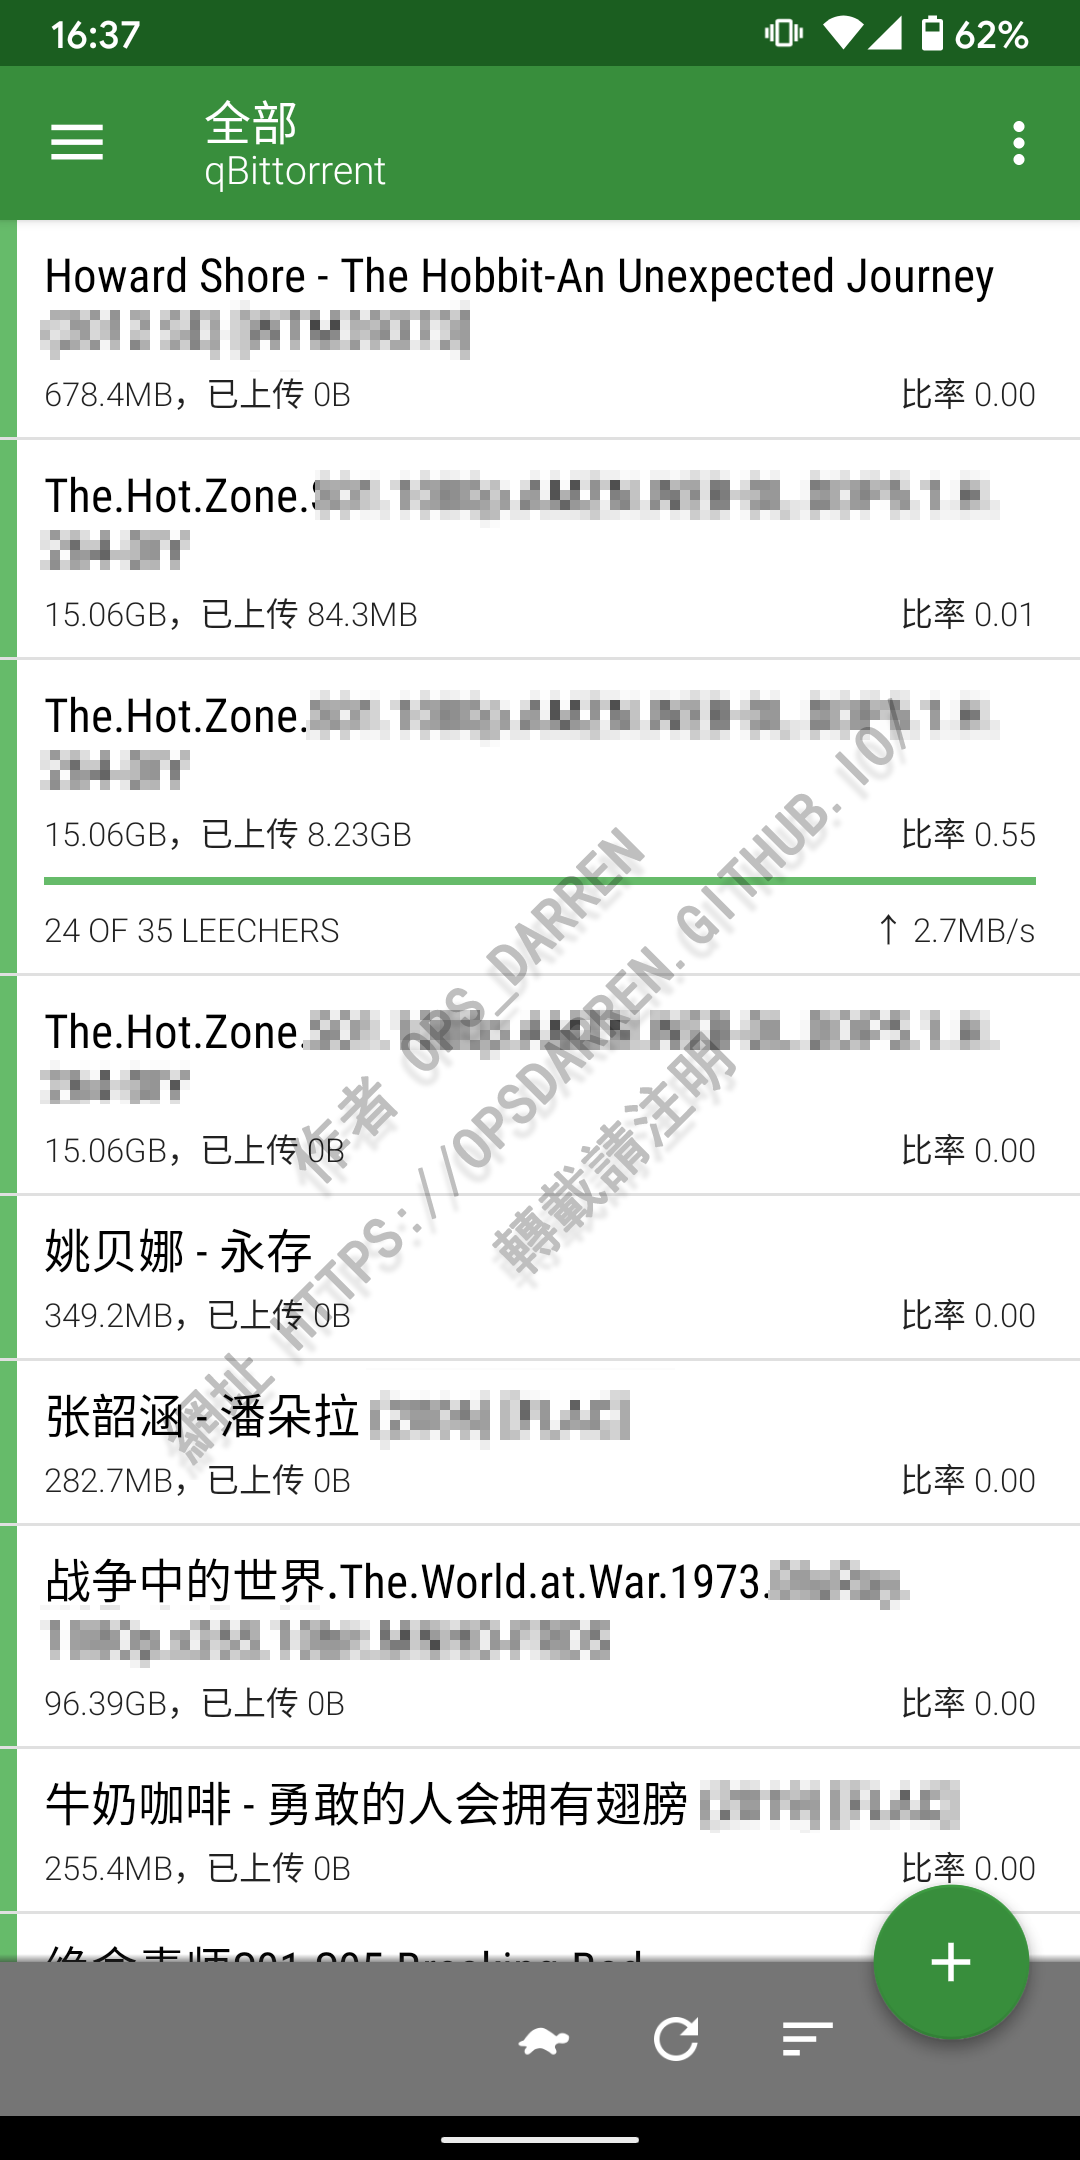 16:37
62%
全部
qBittorrent
Howard Shore - The Hobbit-An Unexpected Journey
678.4MB，已上传 0B
比率 0.00
The.Hot.Zone.
15.06GB，已上传 84.3MB
比率 0.01
The.Hot.Zone.
15.06GB，已上传 8.23GB
比率 0.55
24 OF 35 LEECHERS
↑ 2.7MB/s
The.Hot.Zone.
15.06GB，已上传 0B
比率 0.00
姚贝娜 - 永存
349.2MB，已上传 0B
比率 0.00
张韶涵 - 潘朵拉
282.7MB，已上传 0B
比率 0.00
战争中的世界.The.World.at.War.1973.
96.39GB，已上传 0B
比率 0.00
牛奶咖啡 - 勇敢的人会拥有翅膀
255.4MB，已上传 0B
比率 0.00
作者 OPS_DARREN
網址 HTTPS://OPSDARREN.GITHUB.IO/
轉載請注明